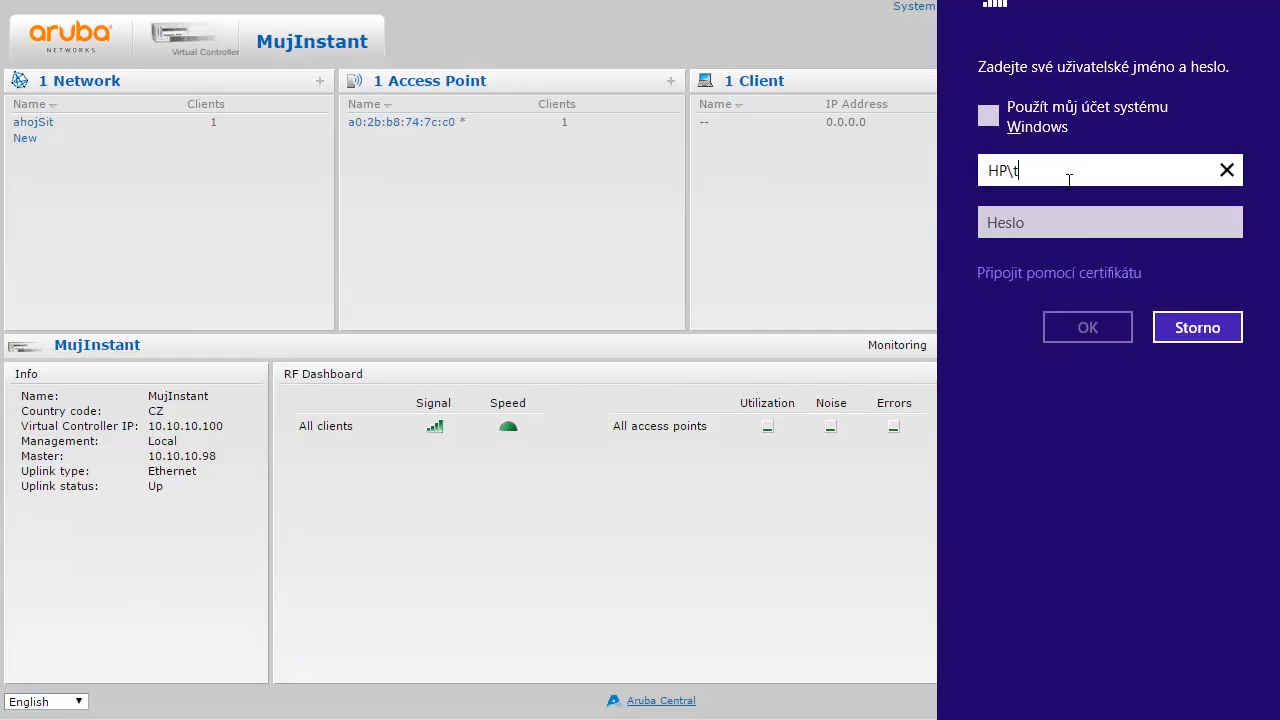 aruba
NETWORKS
Virtual Controller
MujInstant
System
1 Network +
Name Clients
ahojSit 1
New
1 Access Point +
Name Clients
a0:2b:b8:74:7c:c0 * 1
1 Client
Name IP Address
-- 0.0.0.0
MujInstant
Monitoring
Info
Name: MujInstant
Country code: CZ
Virtual Controller IP: 10.10.10.100
Management: Local
Master: 10.10.10.98
Uplink type: Ethernet
Uplink status: Up
RF Dashboard
Signal Speed
All clients
Utilization Noise Errors
All access points
English
Aruba Central
Zadejte své uživatelské jméno a heslo.
Použít můj účet systému
Windows
HP\t
Heslo
Připojit pomocí certifikátu
OK Storno